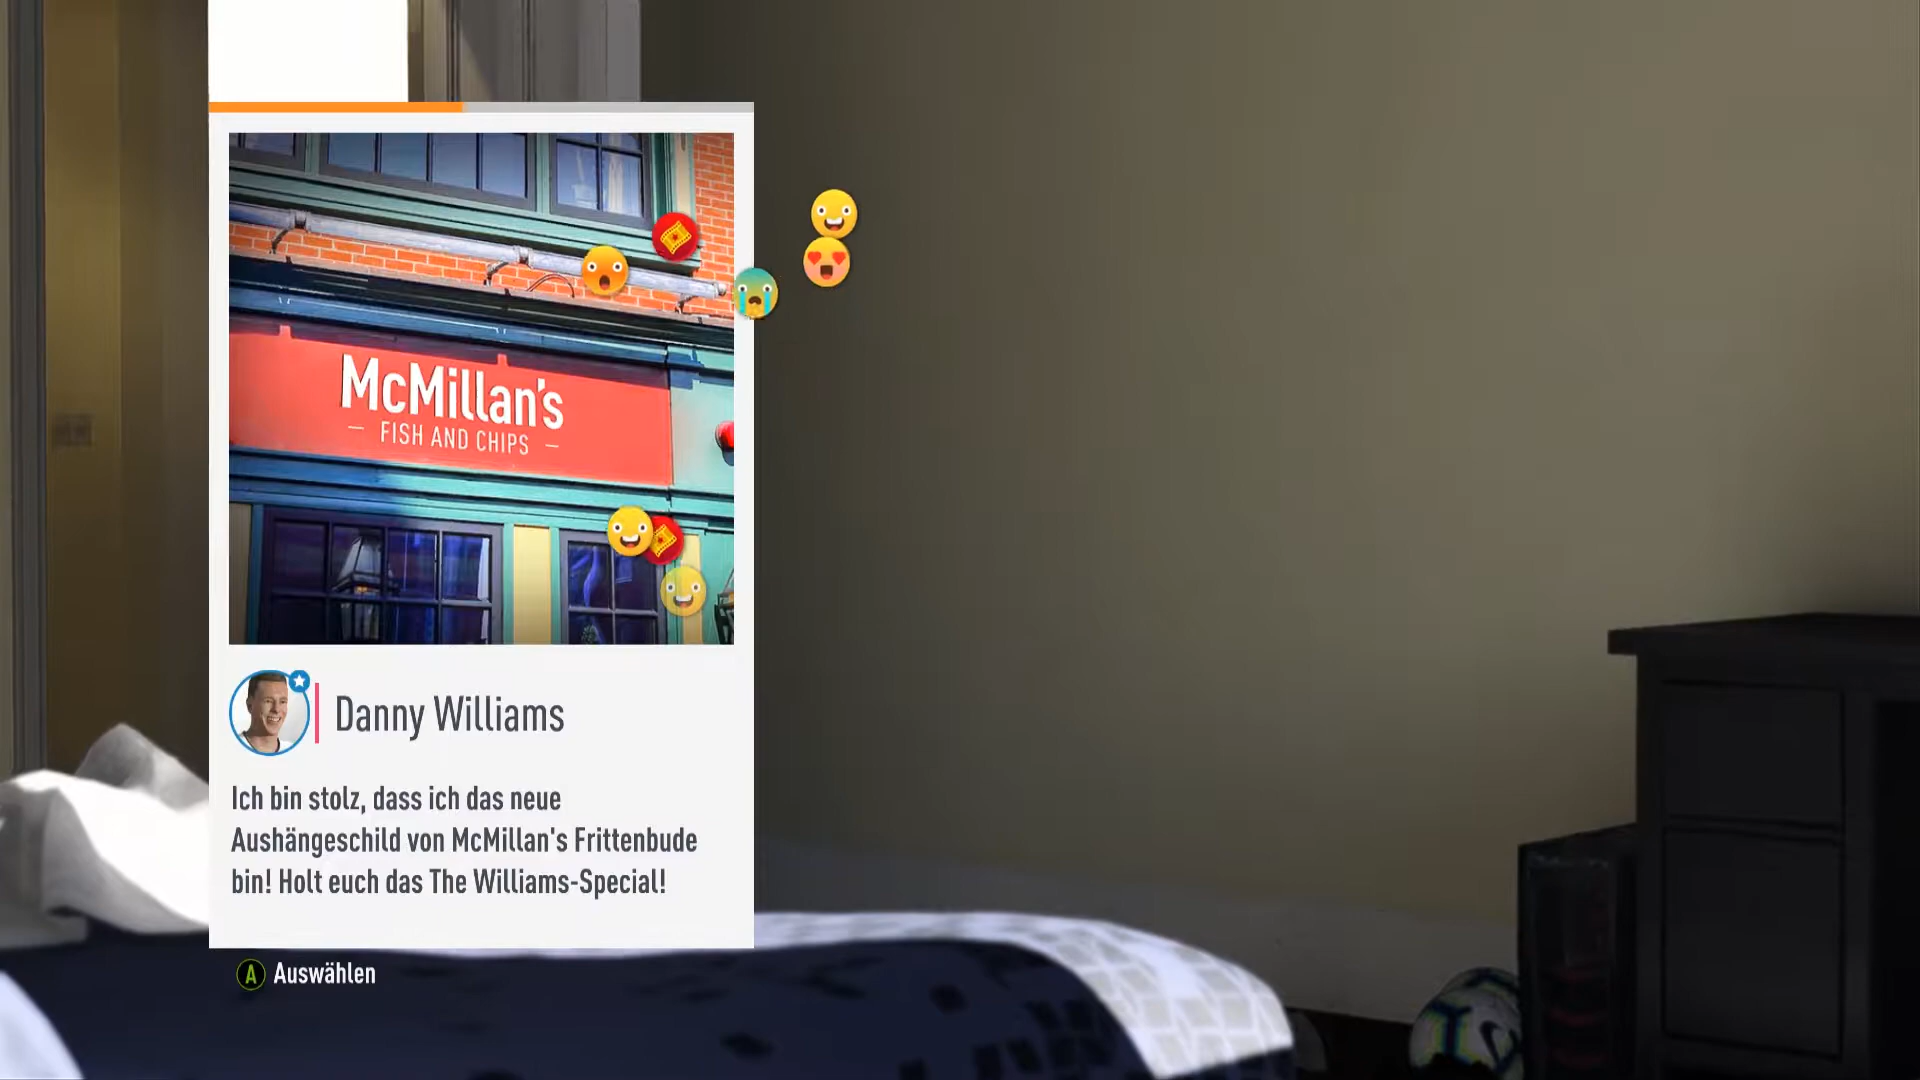 McMillan's
— FISH AND CHIPS —
Danny Williams
Ich bin stolz, dass ich das neue
Aushängeschild von McMillan's Frittenbude
bin! Holt euch das The Williams-Special!
A Auswählen